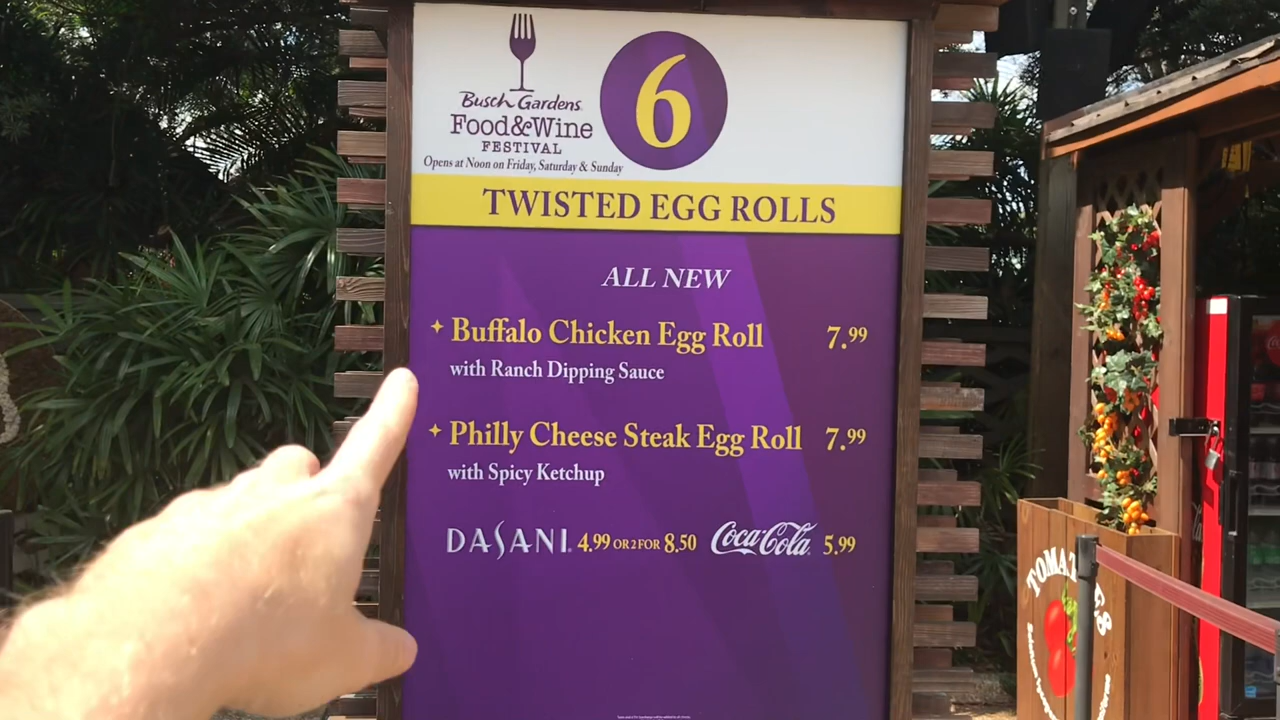 Busch Gardens
Food&Wine
FESTIVAL
Opens at Noon on Friday, Saturday & Sunday
6
TWISTED EGG ROLLS
ALL NEW
✦ Buffalo Chicken Egg Roll 7.99
with Ranch Dipping Sauce
✦ Philly Cheese Steak Egg Roll 7.99
with Spicy Ketchup
DASANI 4.99 OR 2 FOR 8.50 Coca-Cola 5.99